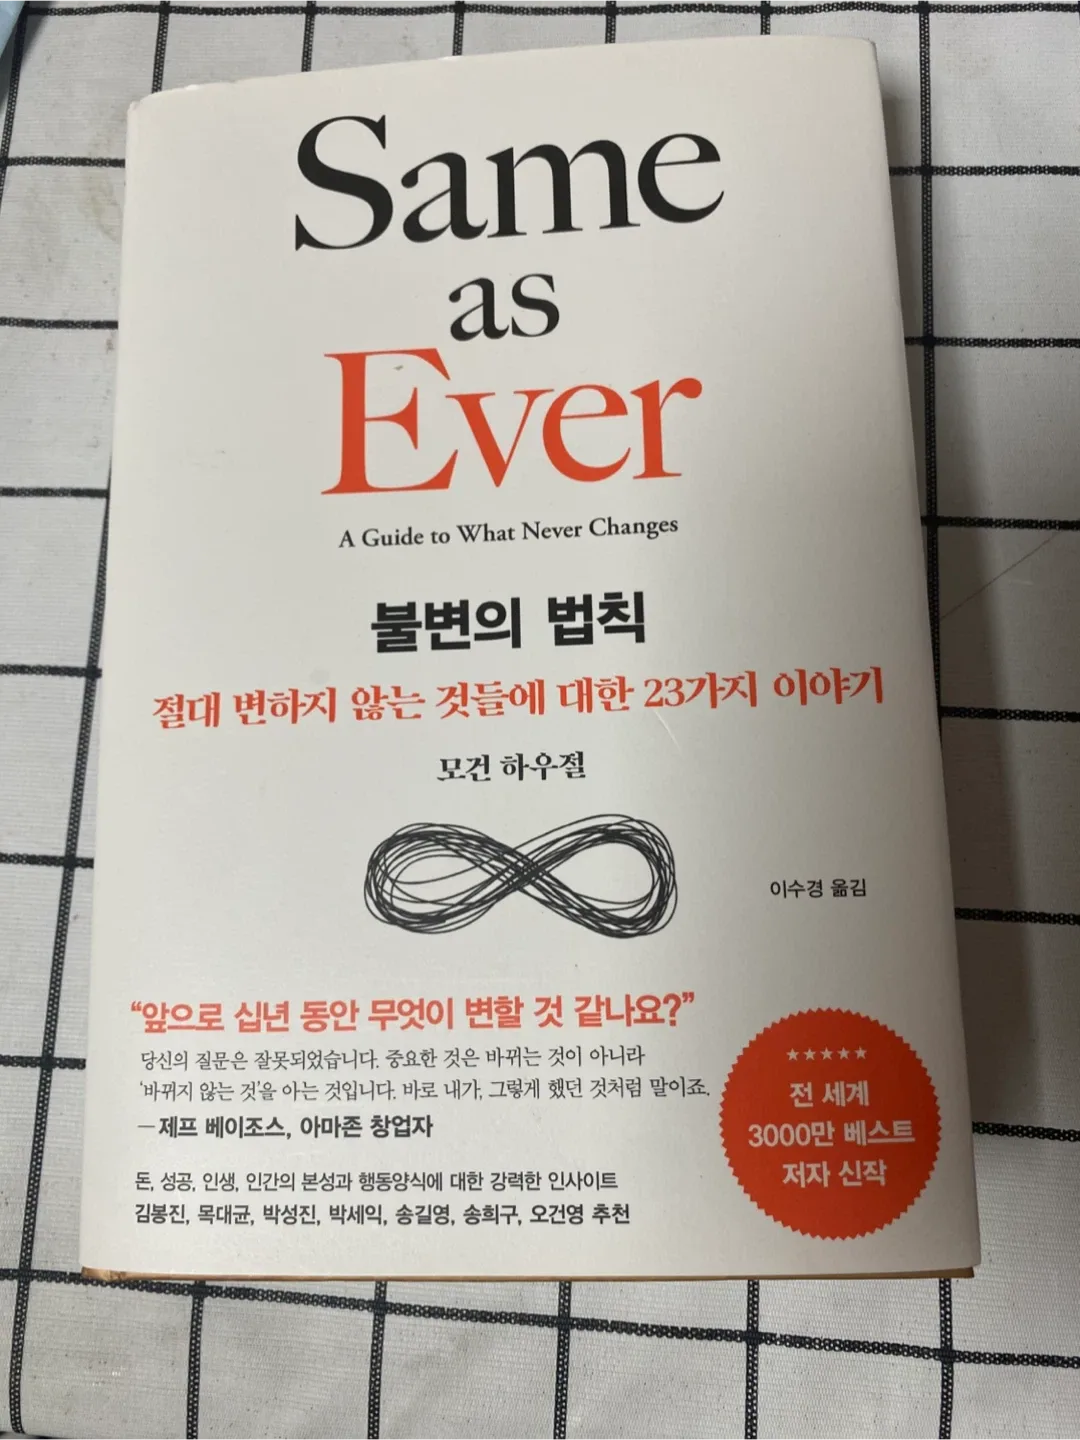 Same
as
Ever
A Guide to What Never Changes
불변의 법칙
절대 변하지 않는 것들에 대한 23가지 이야기
모건 하우절
이수경 옮김
“앞으로 십년 동안 무엇이 변할 것 같나요?”
당신의 질문은 잘못되었습니다. 중요한 것은 바뀌는 것이 아니라
‘바뀌지 않는 것’을 아는 것입니다. 바로 내가, 그렇게 했던 것처럼 말이죠.
—제프 베이조스, 아마존 창업자
돈, 성공, 인생, 인간의 본성과 행동양식에 대한 강력한 인사이트
김봉진, 목대균, 박성진, 박세익, 송길영, 송희구, 오건영 추천
★★★★★
전 세계
3000만 베스트
저자 신작